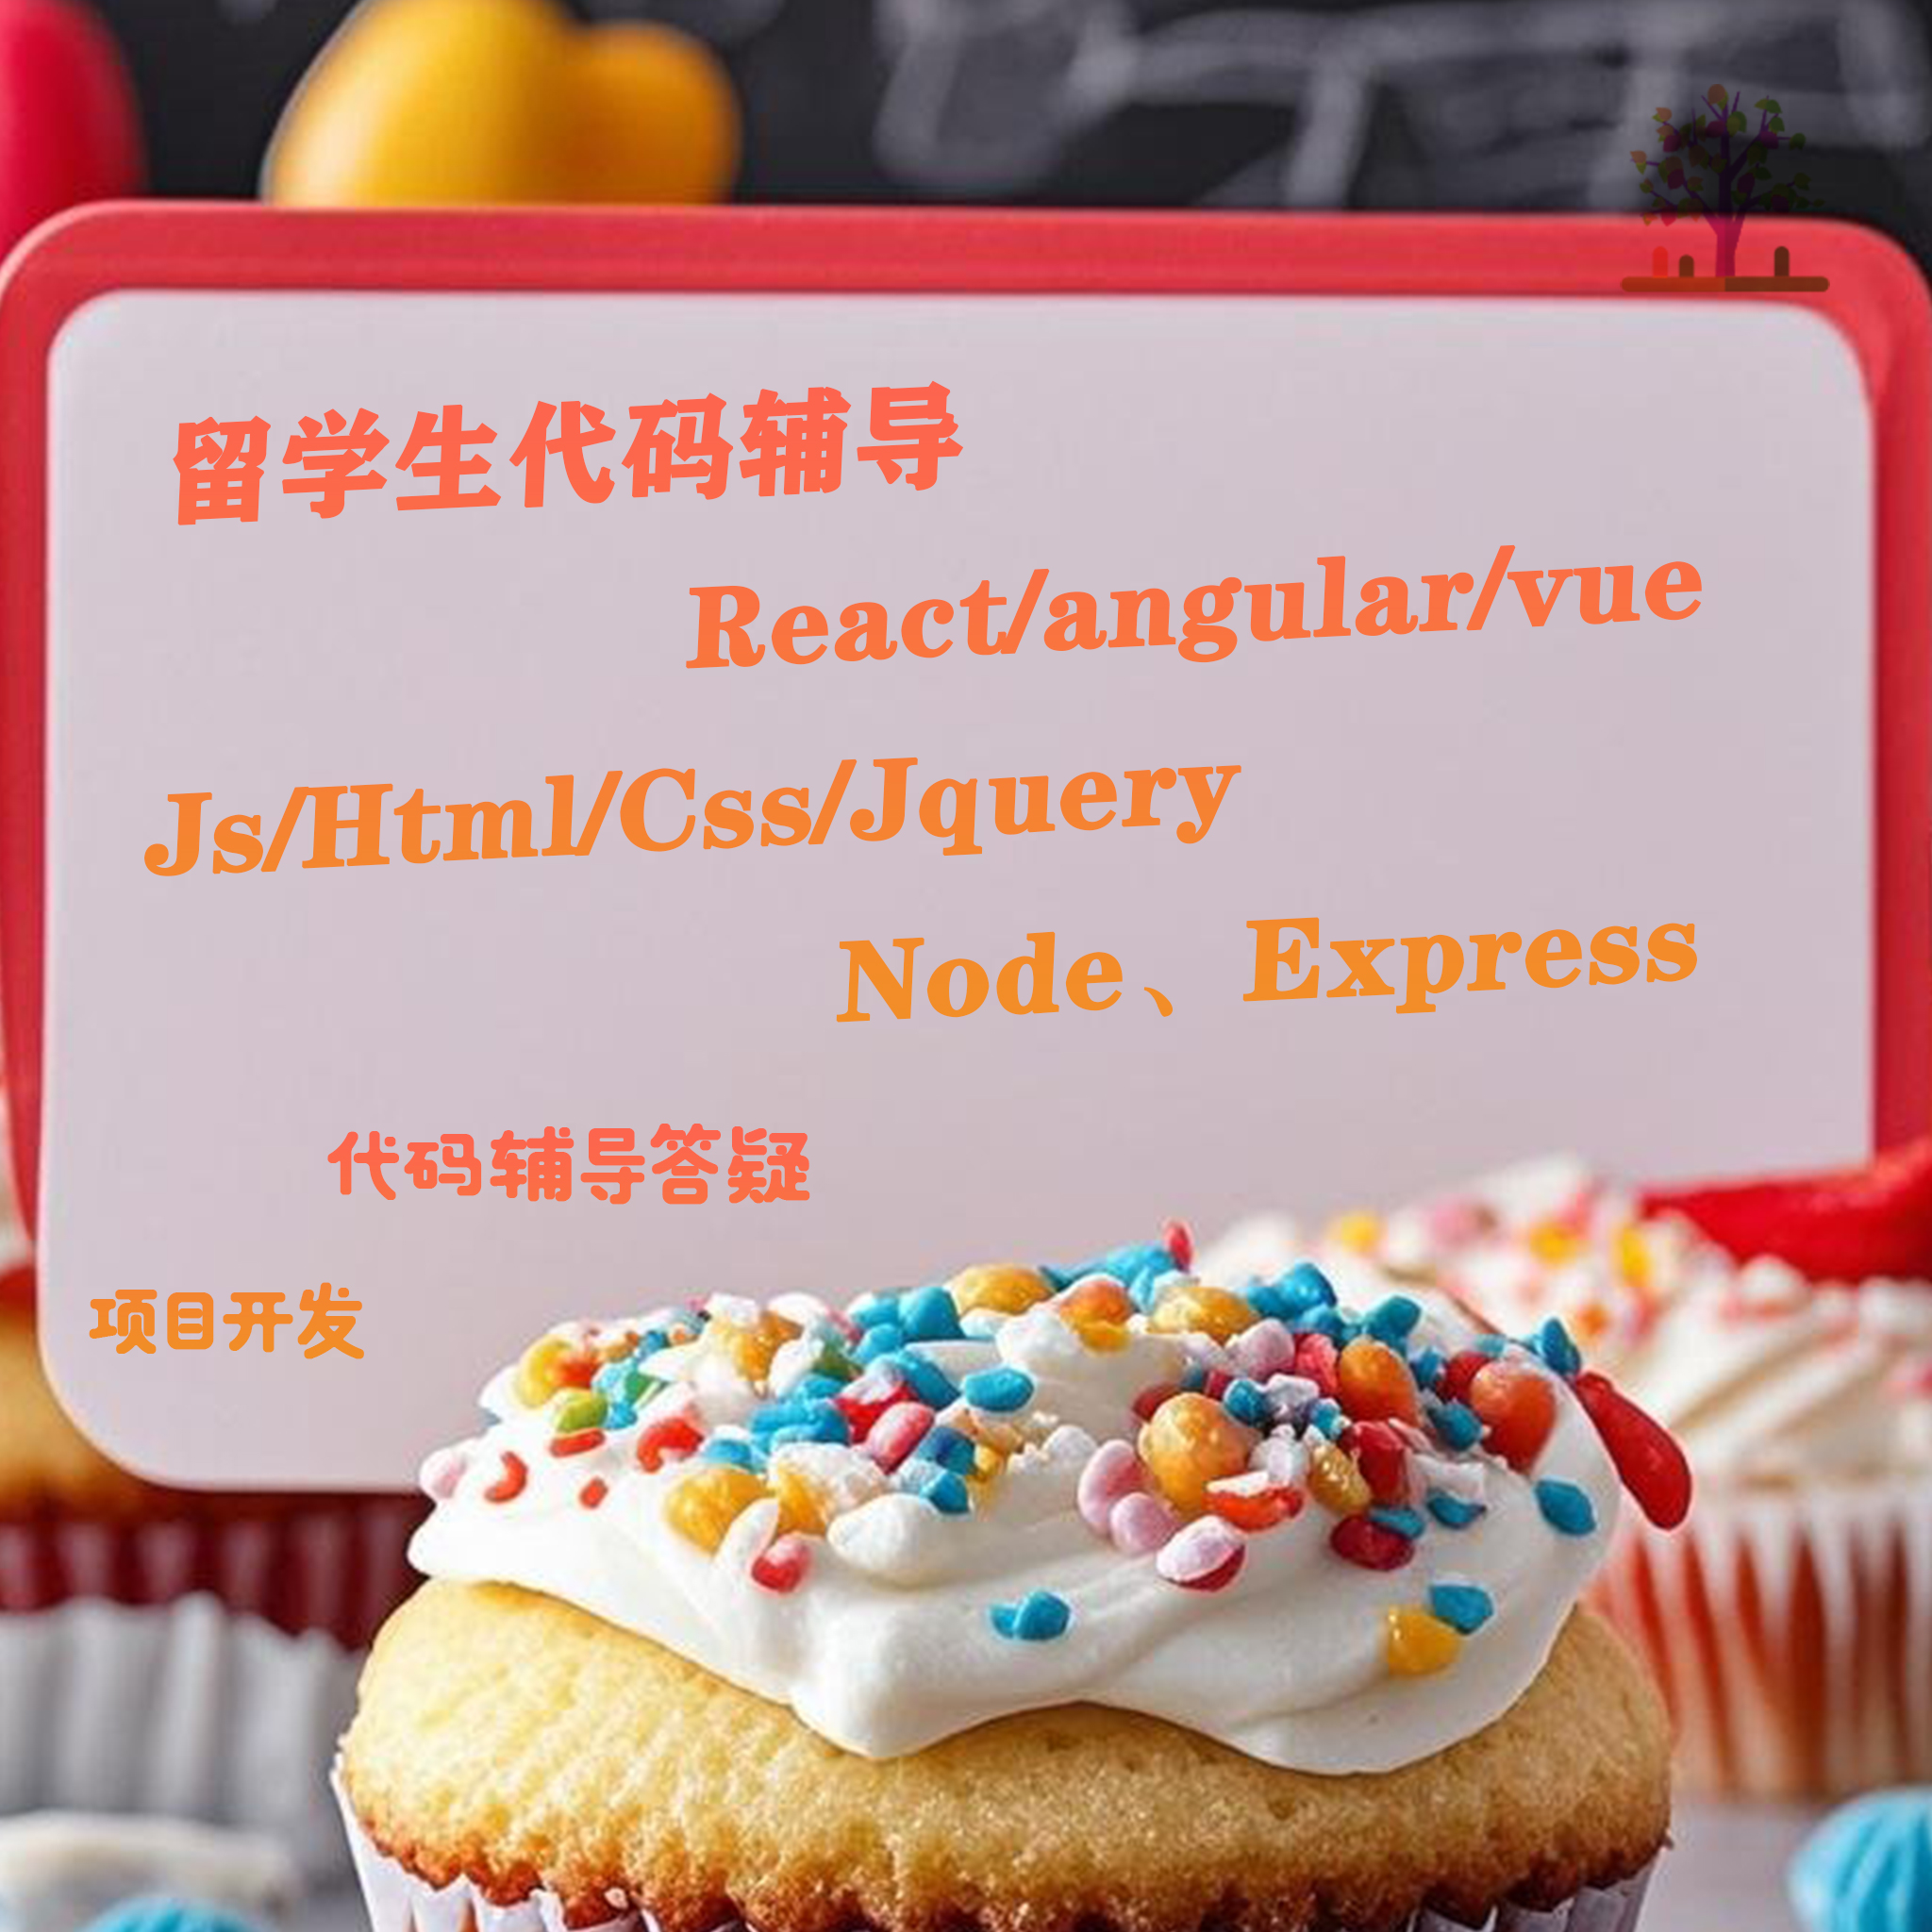 留学生代码辅导
React/angular/vue
Js/Html/Css/Jquery
Node、Express
代码辅导答疑
项目开发